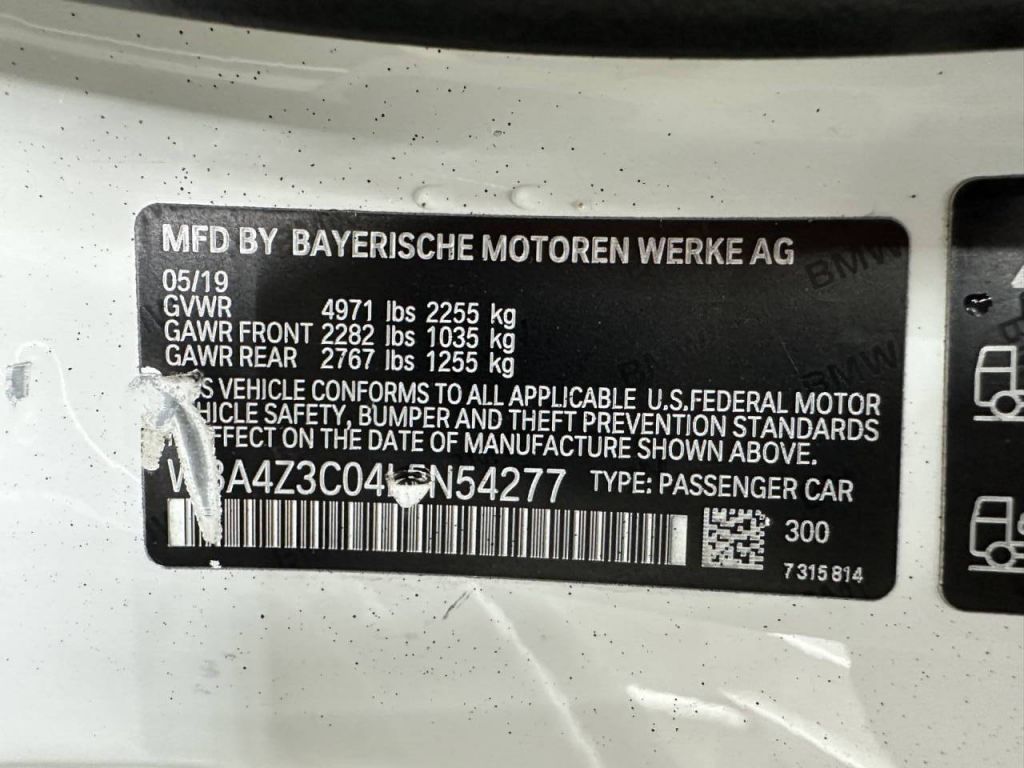 MFD BY BAYERISCHE MOTOREN WERKE AG
05/19
GVWR 4971 lbs 2255 kg
GAWR FRONT 2282 lbs 1035 kg
GAWR REAR 2767 lbs 1255 kg
VEHICLE CONFORMS TO ALL APPLICABLE U.S.FEDERAL MOTOR
VEHICLE SAFETY, BUMPER AND THEFT PREVENTION STANDARDS
EFFECT ON THE DATE OF MANUFACTURE SHOWN ABOVE.
WBA4Z3C04L5N54277 TYPE: PASSENGER CAR
300
7315814